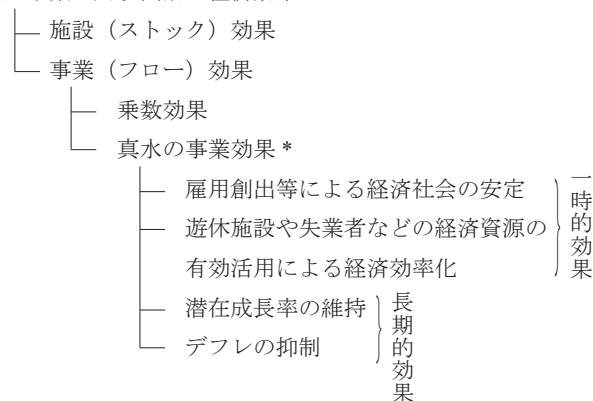 施設（ストック）効果
事業（フロー）効果
乗数効果
真水の事業効果*
雇用創出等による経済社会の安定
遊休施設や失業者などの経済資源の
有効活用による経済効率化
一時的効果
潜在成長率の維持
デフレの抑制
長期的効果